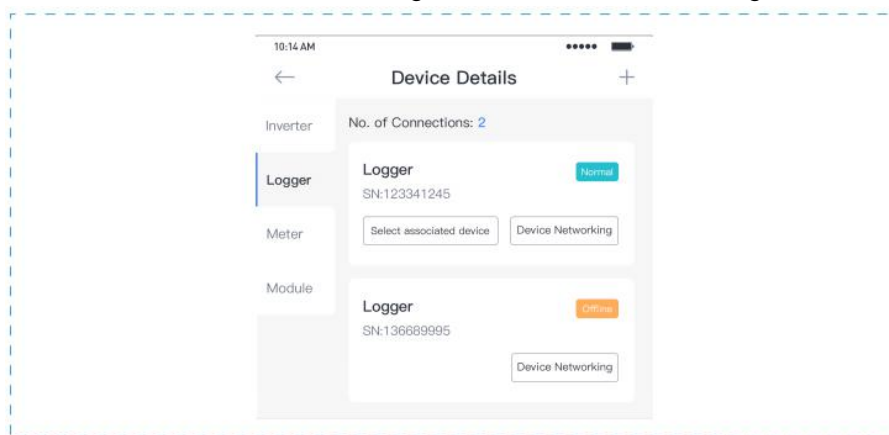 10:14 AM
Device Details
Inverter
Logger
Meter
Module
No. of Connections: 2
Logger
Normal
SN:123341245
Select associated device
Device Networking
Logger
Offline
SN:136689995
Device Networking